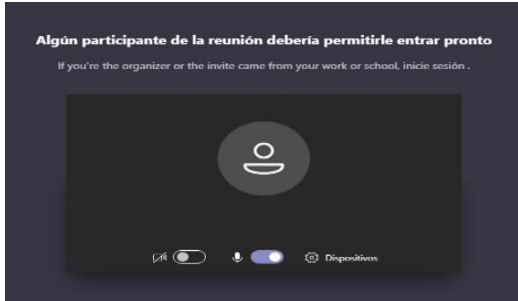 Algún participante de la reunión debería permitirle entrar pronto
If you're the organizer or the invite came from your work or school, inicie sesión .
Dispositivos